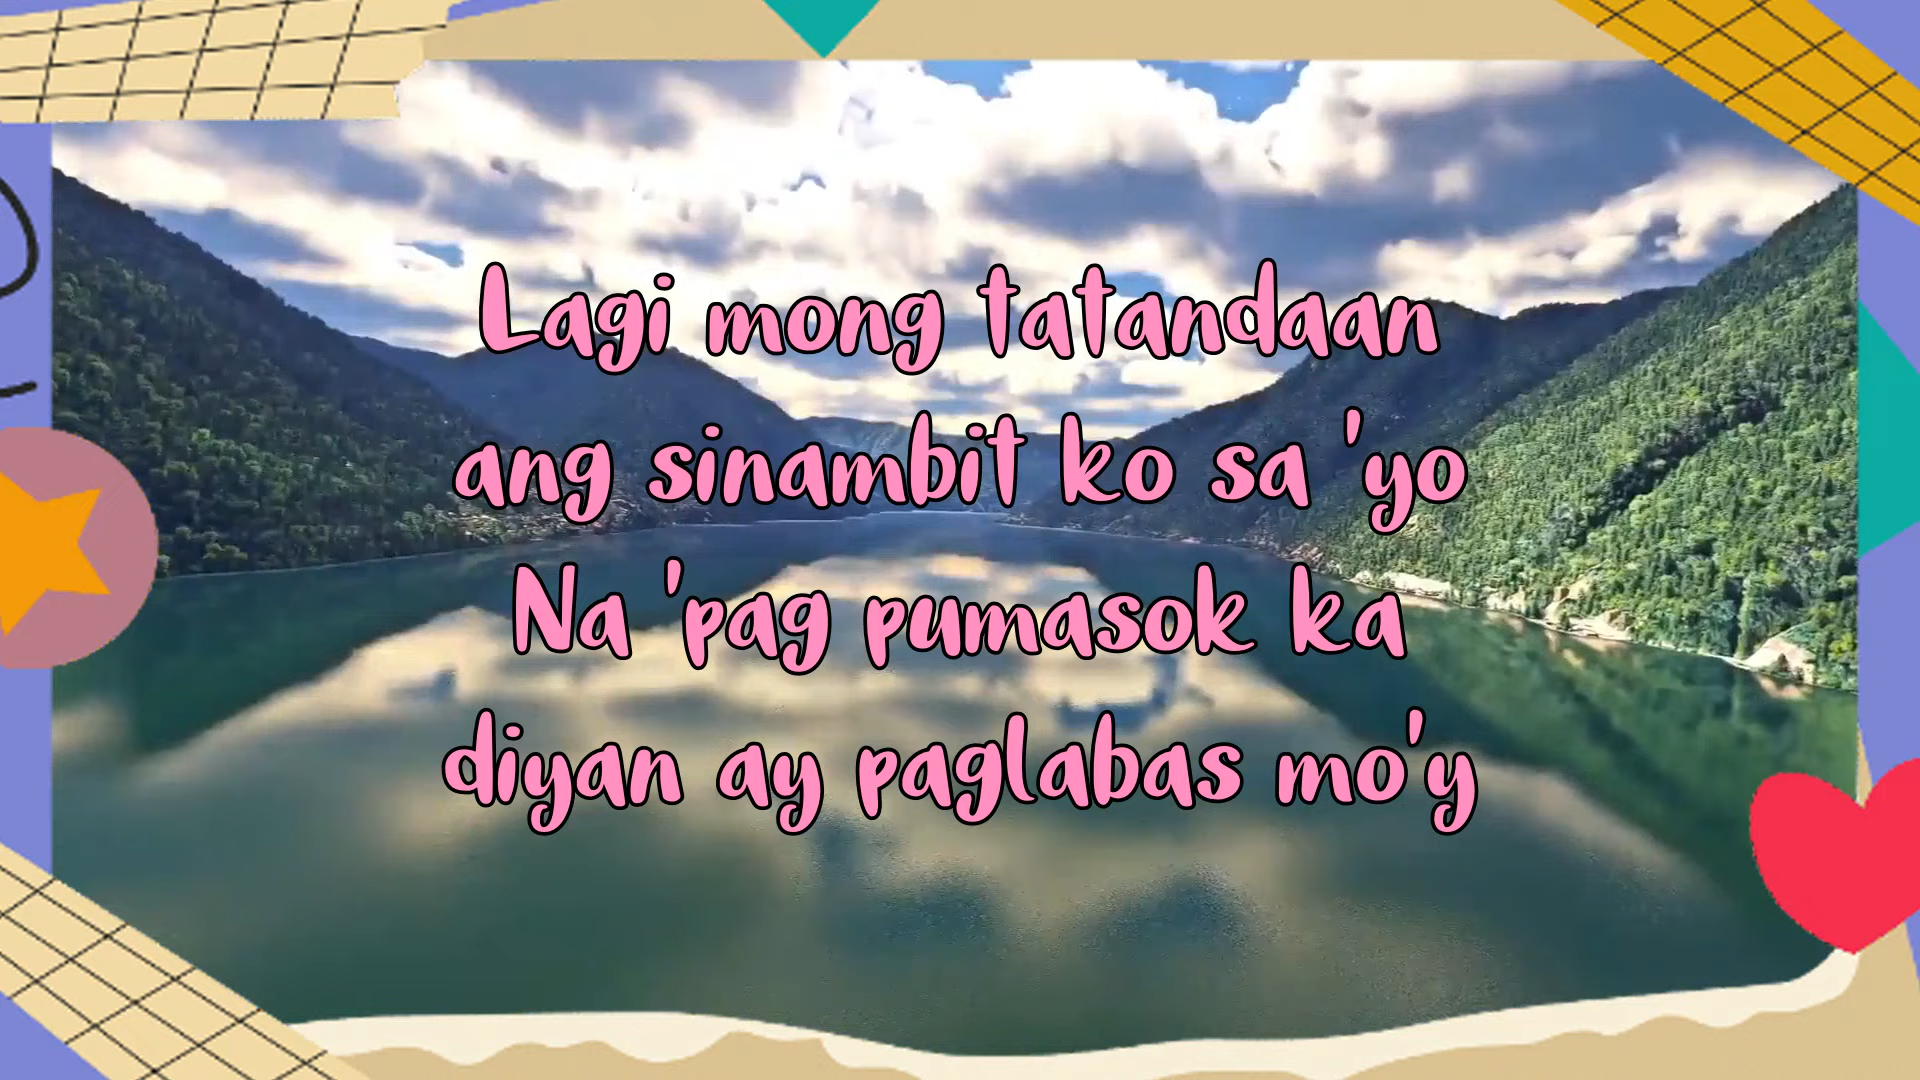 Lagi mong tatandaan
ang sinambit ko sa 'yo
Na 'pag pumasok ka
diyan ay paglabas mo'y